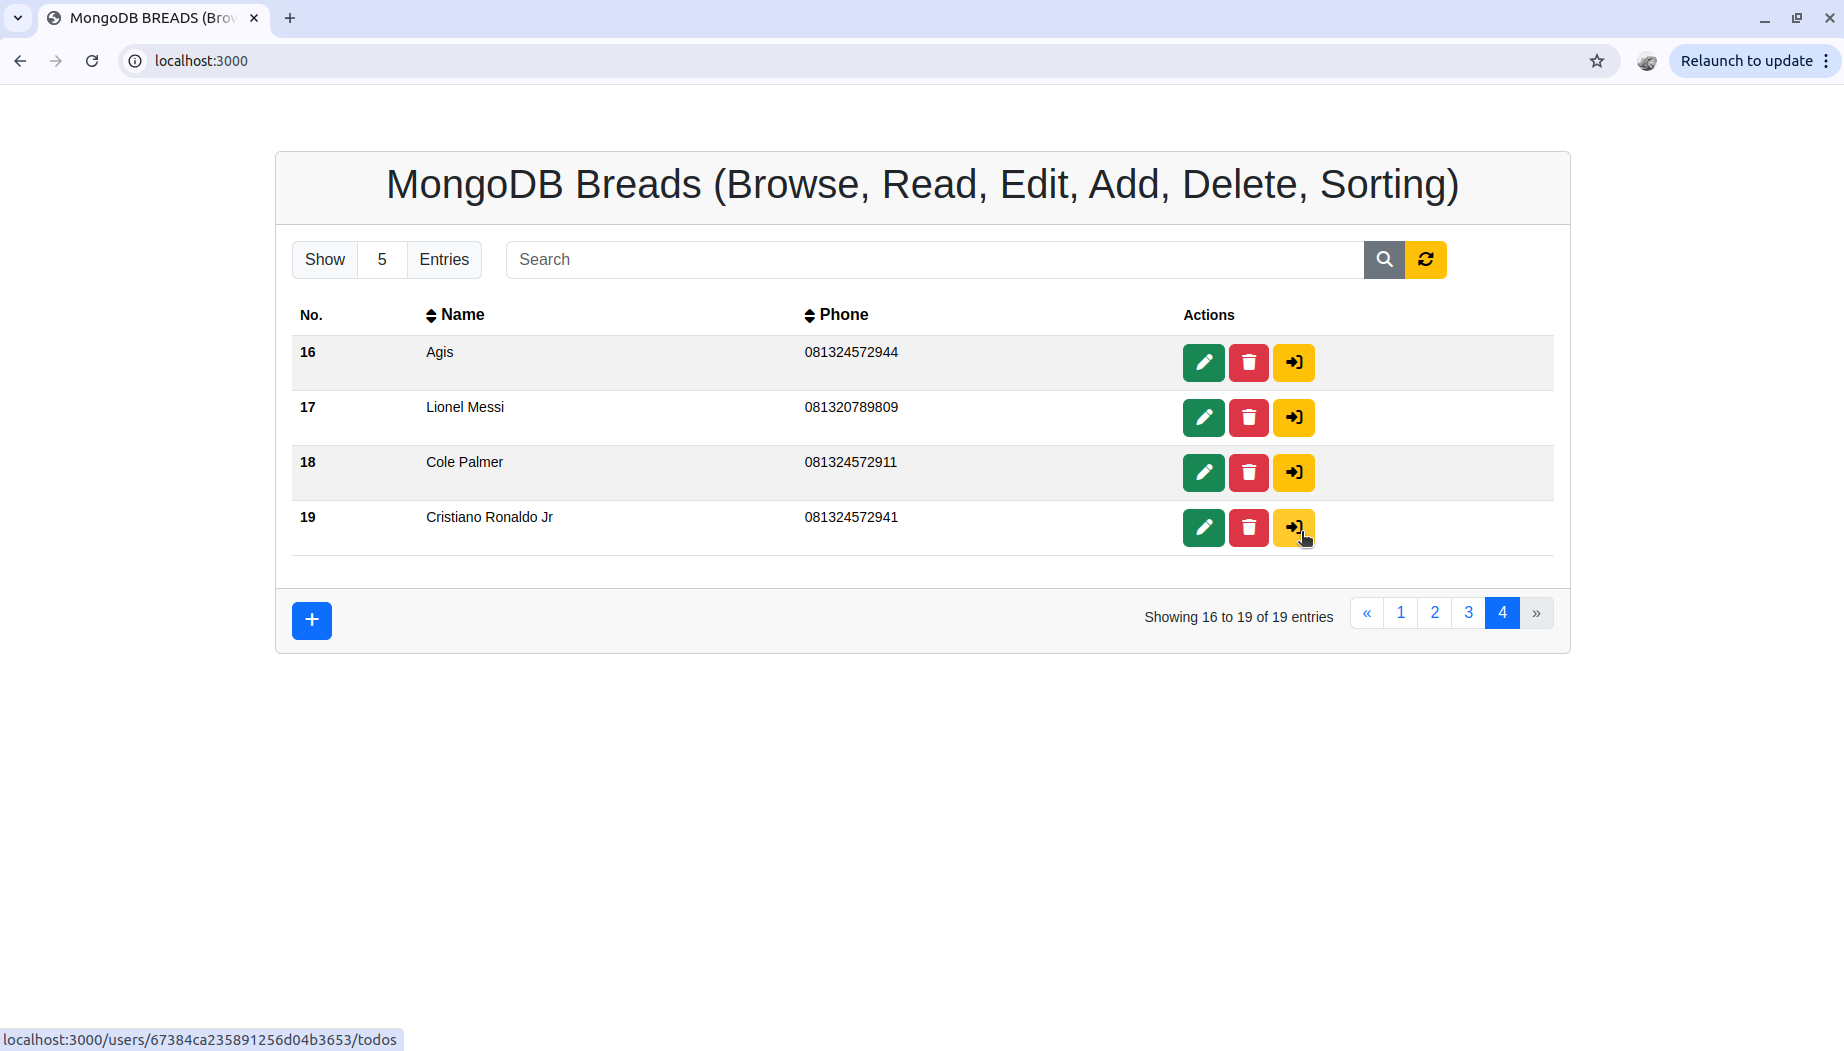 MongoDB BREADS (Brow
localhost:3000
Relaunch to update
MongoDB Breads (Browse, Read, Edit, Add, Delete, Sorting)
Show 5 Entries Search
No. Name Phone Actions
16 Agis 081324572944
17 Lionel Messi 081320789809
18 Cole Palmer 081324572911
19 Cristiano Ronaldo Jr 081324572941
+ Showing 16 to 19 of 19 entries « 1 2 3 4 »
localhost:3000/users/67384ca235891256d04b3653/todos